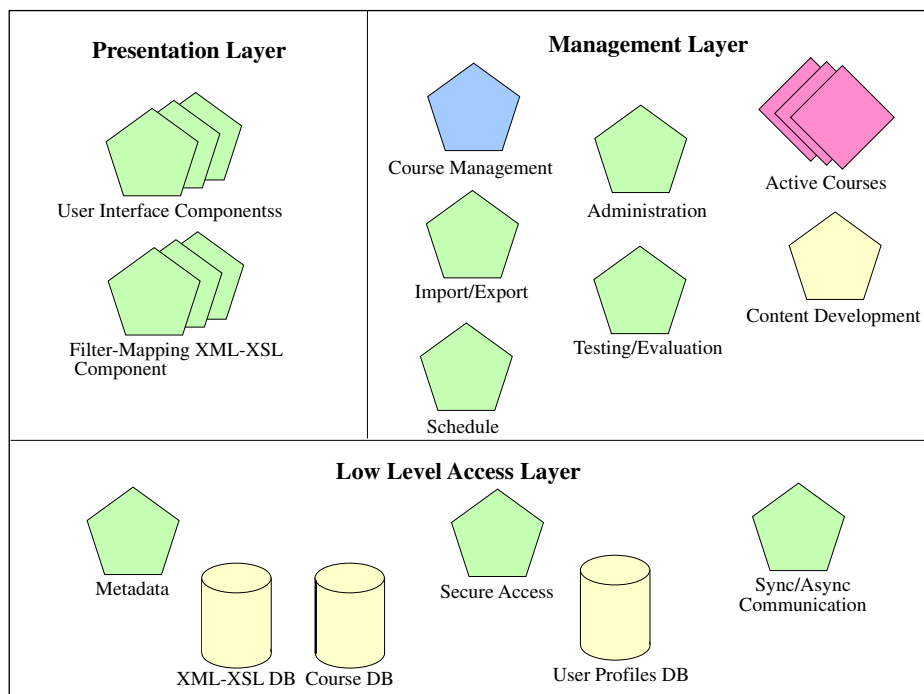 Presentation Layer
User Interface Componentss
Filter-Mapping XML-XSL
Component
Management Layer
Course Management
Administration
Active Courses
Import/Export
Testing/Evaluation
Content Development
Schedule
Low Level Access Layer
Metadata
Secure Access
Sync/Async
Communication
XML-XSL DB
Course DB
User Profiles DB